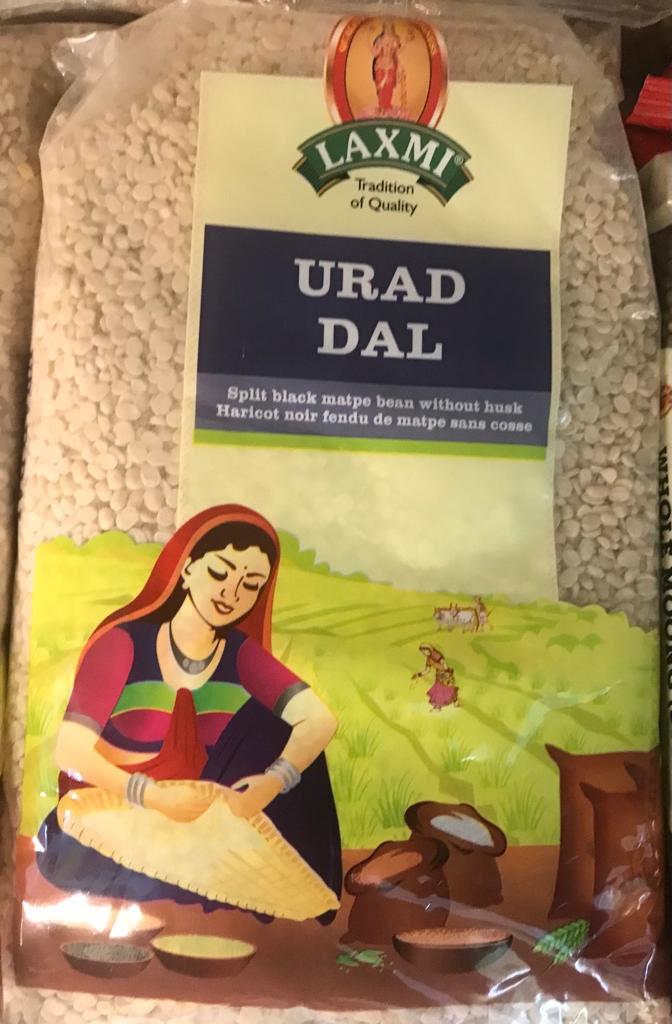 LAXMI®
Tradition
of Quality
URAD
DAL
Split black matpe bean without husk
Haricot noir fendu de matpe sans cosse